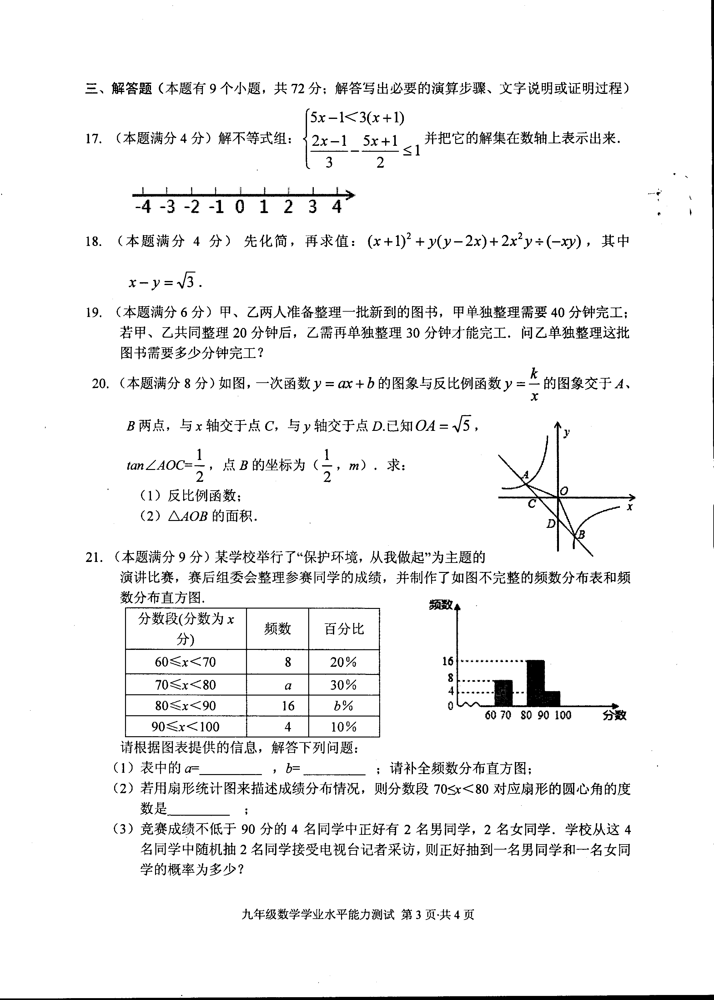 三、解答题（本题有 9 个小题，共 72 分；解答写出必要的演算步骤、文字说明或证明过程）
17. （本题满分 4 分）解不等式组：{5x－1＜3(x＋1)
(2x－1)/3 － (5x＋1)/2 ≤1 并把它的解集在数轴上表示出来．
-4 -3 -2 -1 0 1 2 3 4
18. （本题满分 4 分） 先化简，再求值：(x+1)²+y(y−2x)+2x²y÷(−xy)，其中
x−y=√3．
19. （本题满分 6 分）甲、乙两人准备整理一批新到的图书，甲单独整理需要 40 分钟完工；
若甲、乙共同整理 20 分钟后，乙需再单独整理 30 分钟才能完工．问乙单独整理这批
图书需要多少分钟完工？
20. （本题满分 8 分）如图，一次函数 y=ax+b 的图象与反比例函数 y=k/x 的图象交于 A、
B 两点，与 x 轴交于点 C，与 y 轴交于点 D.已知 OA=√5，
tan∠AOC=1/2，点 B 的坐标为（1/2，m）．求：
（1）反比例函数；
（2）△AOB 的面积．
y
A
O
C
x
D
B
21. （本题满分 9 分）某学校举行了“保护环境，从我做起”为主题的
演讲比赛，赛后组委会整理参赛同学的成绩，并制作了如图不完整的频数分布表和频
数分布直方图.
分数段(分数为 x
分) 频数 百分比
60≤x＜70 8 20%
70≤x＜80 a 30%
80≤x＜90 16 b%
90≤x＜100 4 10%
频数
16
8
4
0
60 70 80 90 100 分数
请根据图表提供的信息，解答下列问题：
（1）表中的 a=________ ，b=________ ；请补全频数分布直方图；
（2）若用扇形统计图来描述成绩分布情况，则分数段 70≤x＜80 对应扇形的圆心角的度
数是________ ；
（3）竞赛成绩不低于 90 分的 4 名同学中正好有 2 名男同学，2 名女同学．学校从这 4
名同学中随机抽 2 名同学接受电视台记者采访，则正好抽到一名男同学和一名女同
学的概率为多少？
九年级数学学业水平能力测试 第 3 页·共 4 页